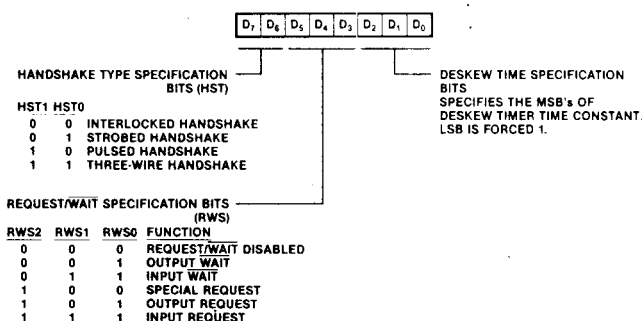 D7 D6 D5 D4 D3 D2 D1 D0
HANDSHAKE TYPE SPECIFICATION
BITS (HST)
HST1 HST0
0 0 INTERLOCKED HANDSHAKE
0 1 STROBED HANDSHAKE
1 0 PULSED HANDSHAKE
1 1 THREE-WIRE HANDSHAKE
DESKEW TIME SPECIFICATION
BITS
SPECIFIES THE MSB's OF
DESKEW TIMER TIME CONSTANT.
LSB IS FORCED 1.
REQUEST/WAIT SPECIFICATION BITS
(RWS)
RWS2 RWS1 RWS0 FUNCTION
0 0 0 REQUEST/WAIT DISABLED
0 0 1 OUTPUT WAIT
0 1 1 INPUT WAIT
1 0 0 SPECIAL REQUEST
1 0 1 OUTPUT REQUEST
1 1 1 INPUT REQUEST